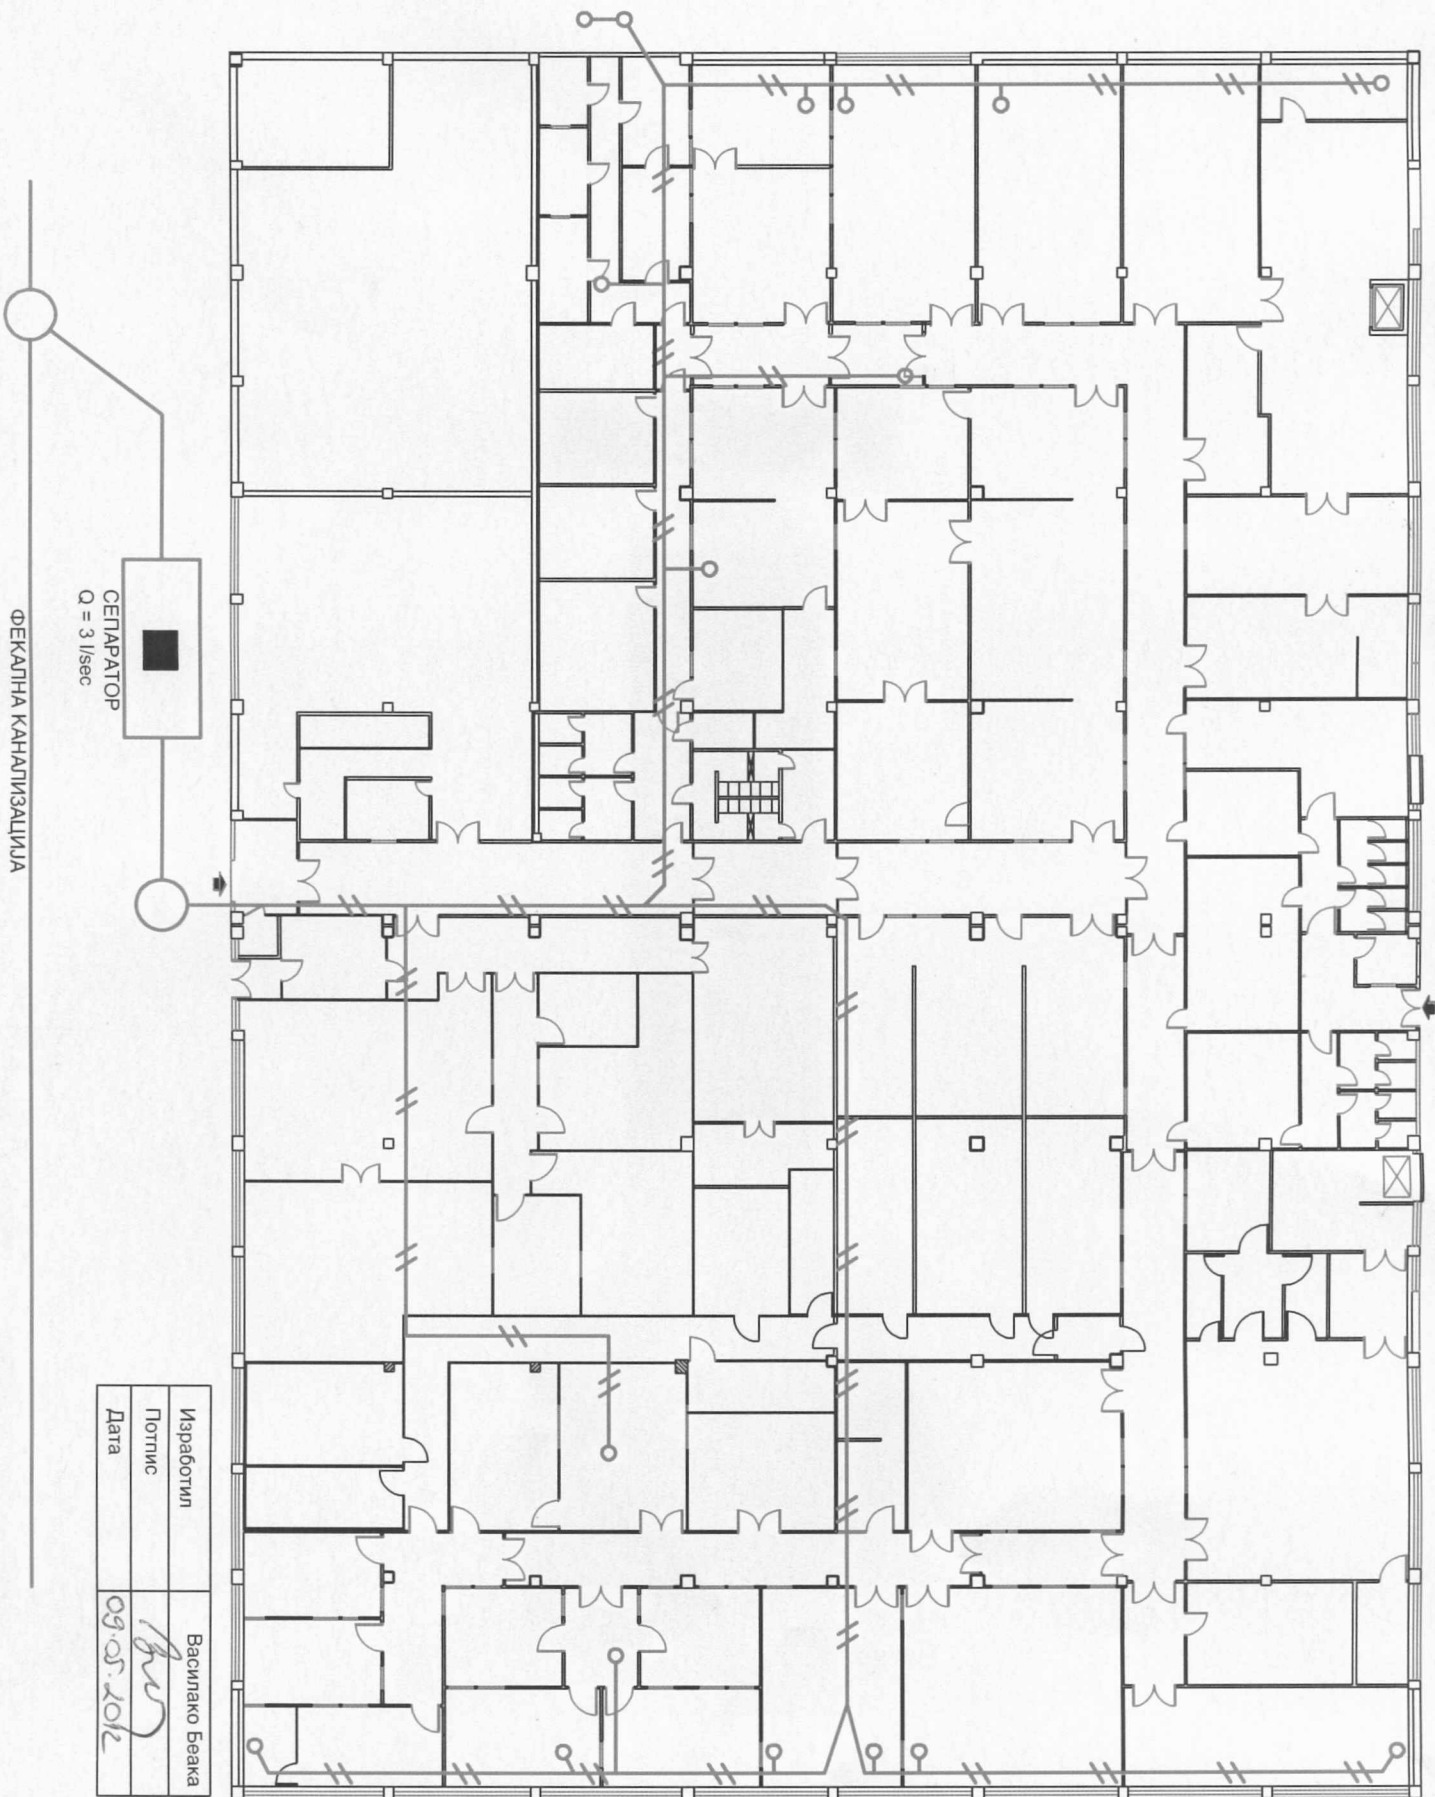 ФЕКАЛНА КАНАЛИЗАЦИЈА
СЕПАРАТОР
Q = 3 l/sec
Изработил Василако Беака
Потпис
Дата 09.05.2012